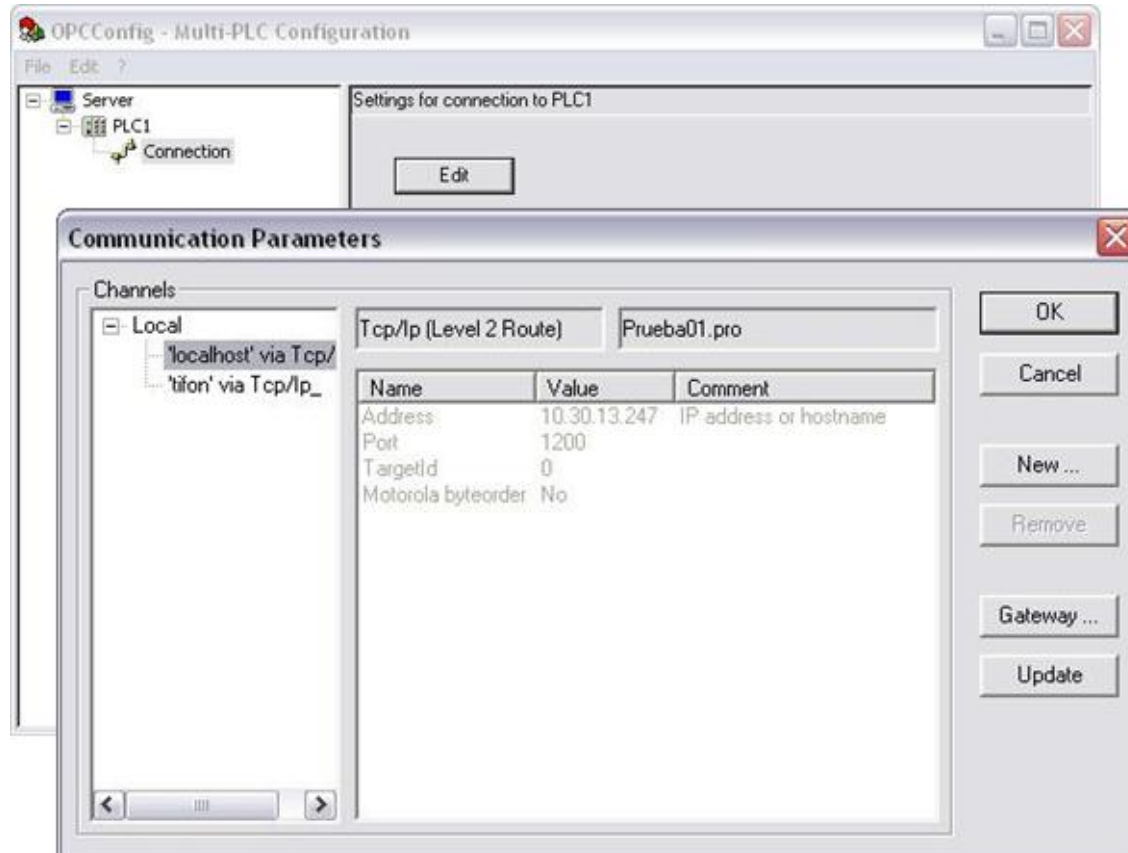 OPCConfig - Multi-PLC Configuration
File Edit ?
Server
PLC1
Connection
Settings for connection to PLC1
Edit
Communication Parameters
Channels
Local
'localhost' via Tcp/
'tifon' via Tcp/Ip_
Tcp/Ip (Level 2 Route)
Prueba01.pro
Name Value Comment
Address 10.30.13.247 IP address or hostname
Port 1200
TargetId 0
Motorola byteorder No
OK
Cancel
New ...
Remove
Gateway ...
Update